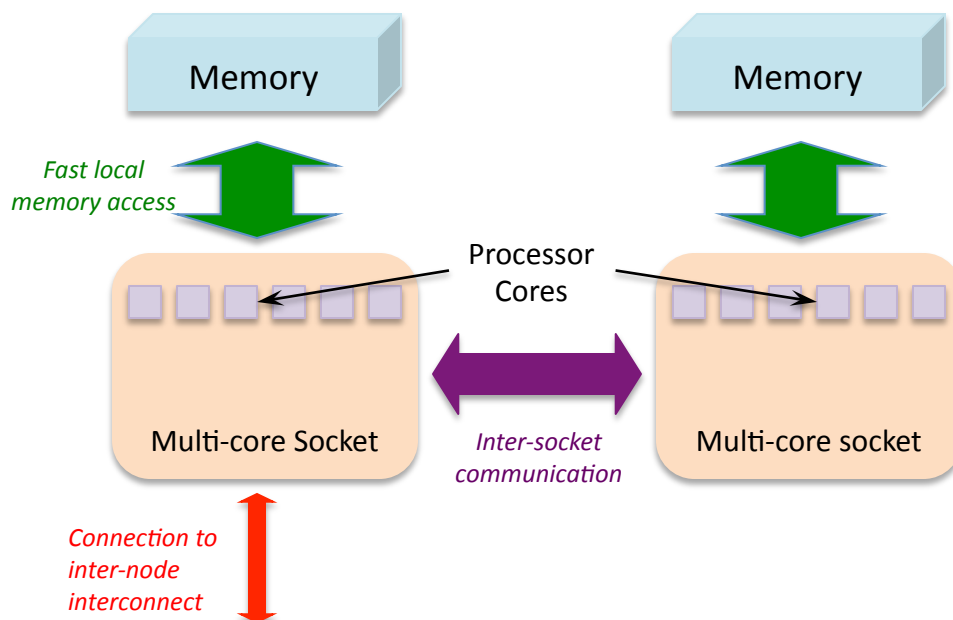 Memory
Memory
Fast local
memory access
Processor
Cores
Multi-core Socket
Inter-socket
communication
Multi-core socket
Connection to
inter-node
interconnect